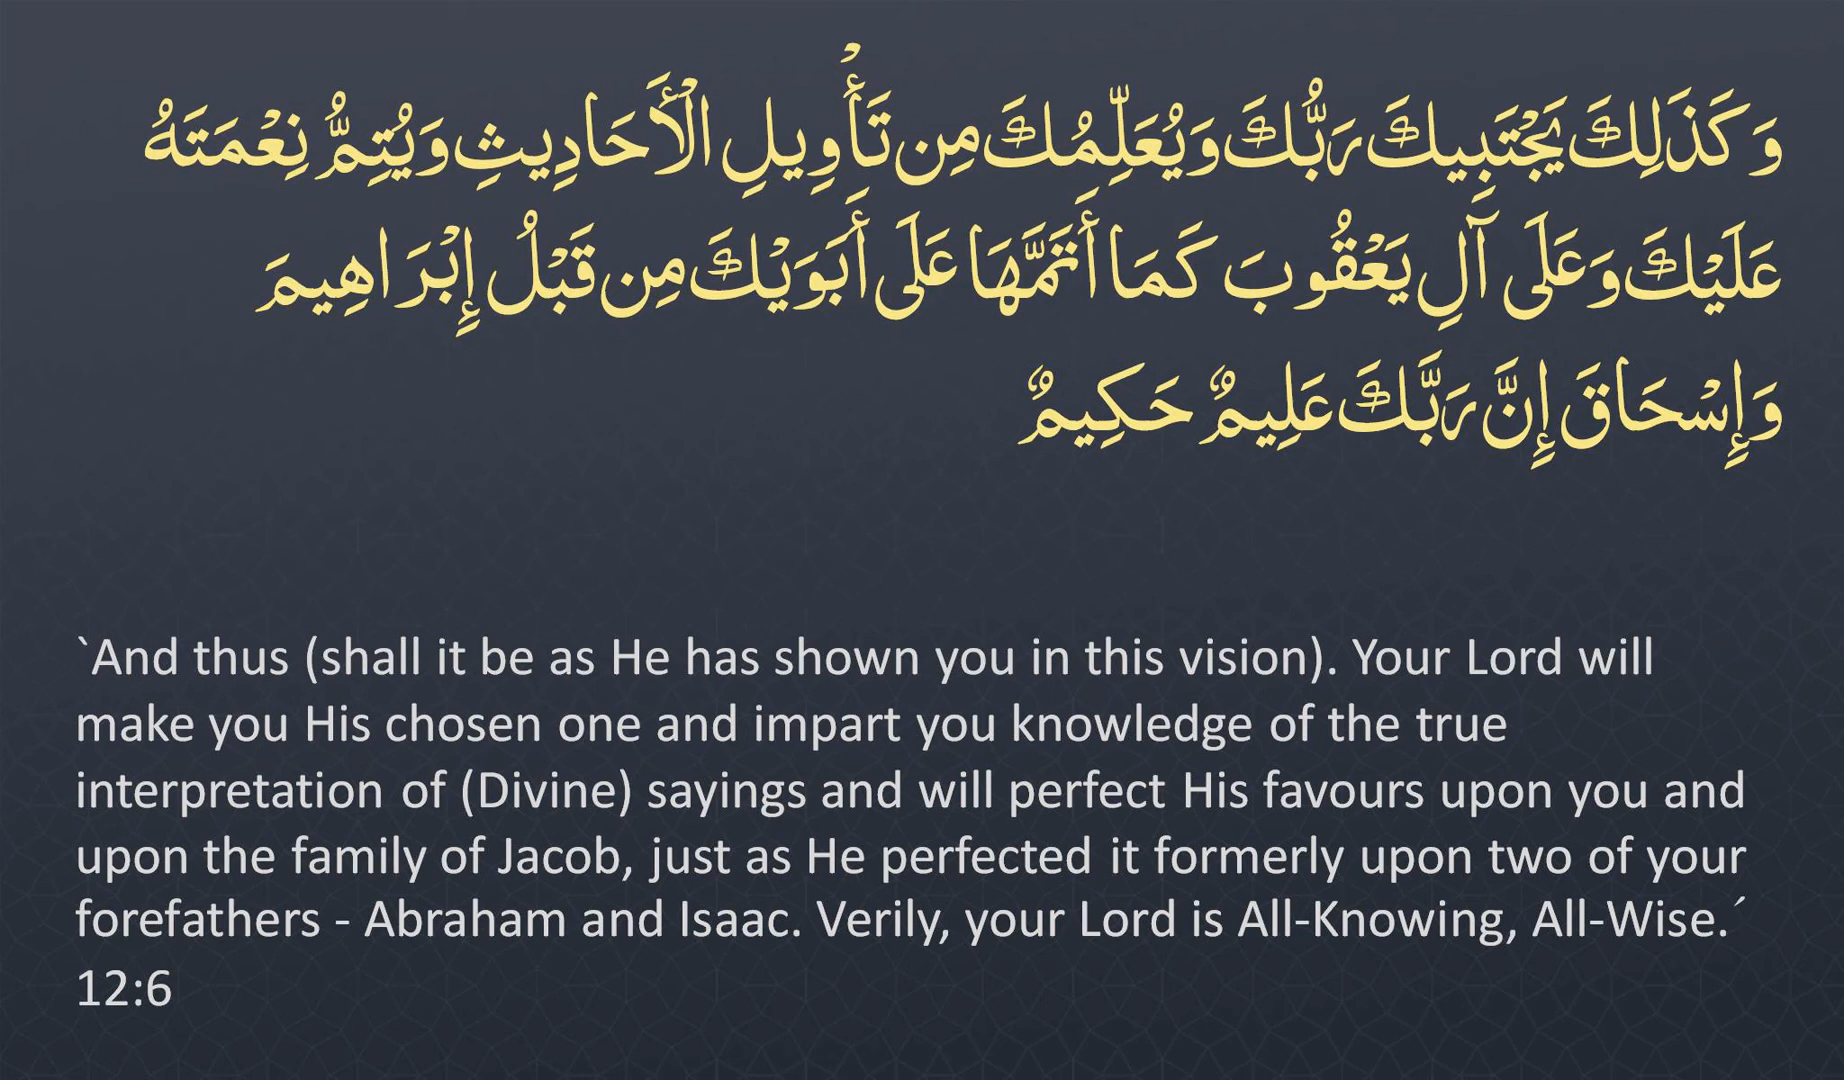 وَكَذَلِكَ يَجْتَبِيكَ رَبُّكَ وَيُعَلِّمُكَ مِن تَأْوِيلِ الْأَحَادِيثِ وَيُتِمُّ نِعْمَتَهُ
عَلَيْكَ وَعَلَى آلِ يَعْقُوبَ كَمَا أَتَمَّهَا عَلَى أَبَوَيْكَ مِن قَبْلُ إِبْرَاهِيمَ
وَإِسْحَاقَ إِنَّ رَبَّكَ عَلِيمٌ حَكِيمٌ
`And thus (shall it be as He has shown you in this vision). Your Lord will
make you His chosen one and impart you knowledge of the true
interpretation of (Divine) sayings and will perfect His favours upon you and
upon the family of Jacob, just as He perfected it formerly upon two of your
forefathers - Abraham and Isaac. Verily, your Lord is All-Knowing, All-Wise.´
12:6